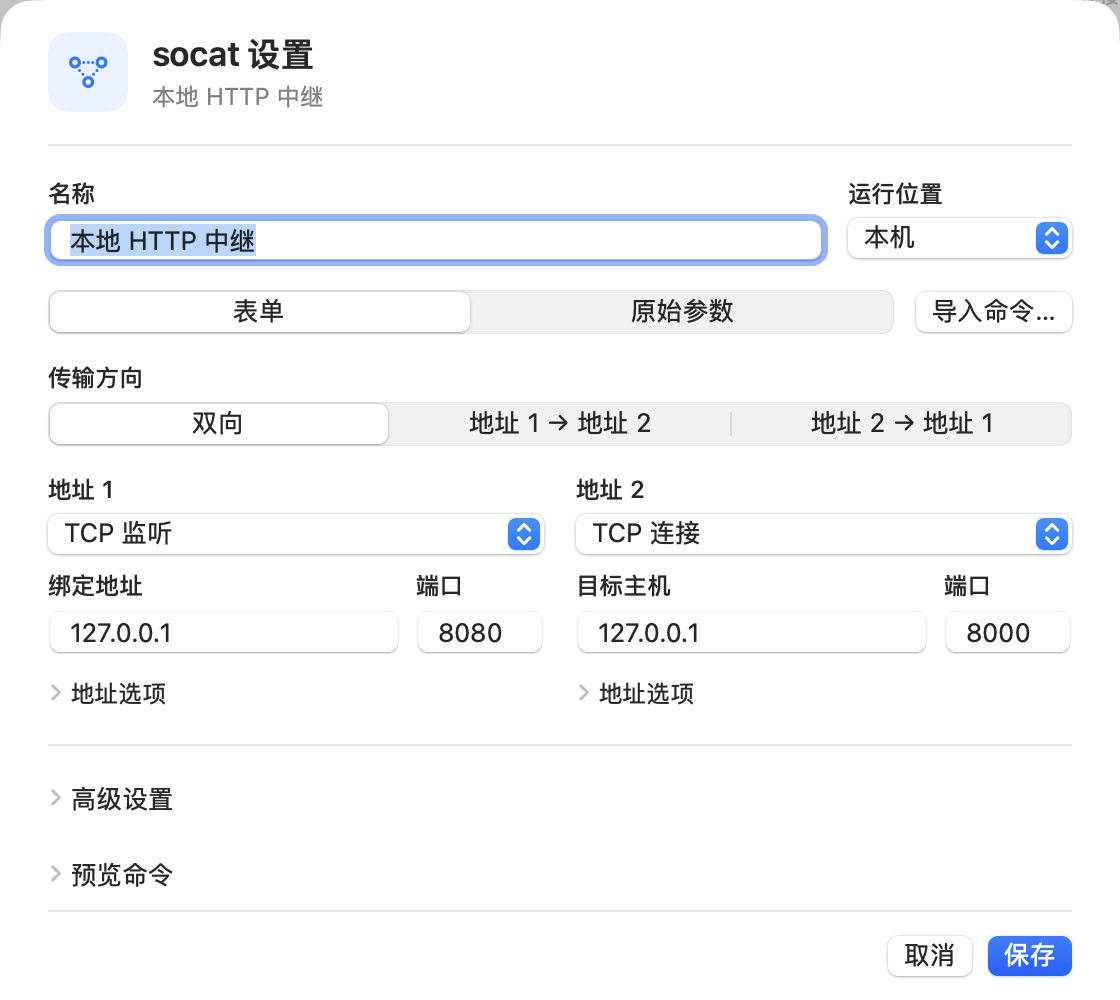 socat 设置
本地 HTTP 中继
名称
运行位置
本地 HTTP 中继
本机
表单
原始参数
导入命令...
传输方向
双向
地址 1 → 地址 2
地址 2 → 地址 1
地址 1
地址 2
TCP 监听
TCP 连接
绑定地址
端口
目标主机
端口
127.0.0.1
8080
127.0.0.1
8000
地址选项
地址选项
高级设置
预览命令
取消
保存